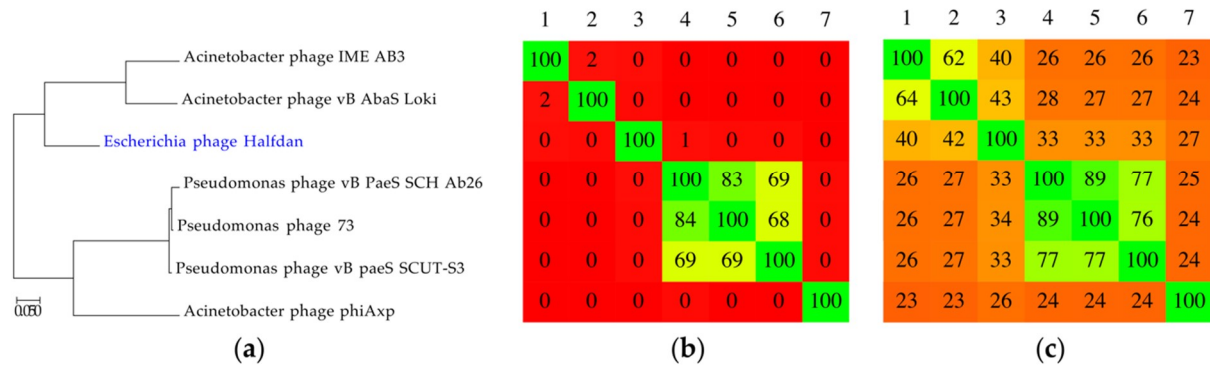 Acinetobacter phage IME AB3
Acinetobacter phage vB AbaS Loki
Escherichia phage Halfdan
Pseudomonas phage vB PaeS SCH Ab26
Pseudomonas phage 73
Pseudomonas phage vB paeS SCUT-S3
Acinetobacter phage phiAxp
(a)
1 2 3 4 5 6 7
100 2 0 0 0 0 0
2 100 0 0 0 0 0
0 0 100 1 0 0 0
0 0 0 100 83 69 0
0 0 0 84 100 68 0
0 0 0 69 69 100 0
0 0 0 0 0 0 100
(b)
1 2 3 4 5 6 7
100 62 40 26 26 26 23
64 100 43 28 27 27 24
40 42 100 33 33 33 27
26 27 33 100 89 77 25
26 27 34 89 100 76 24
26 27 33 77 77 100 24
23 23 26 24 24 24 100
(c)